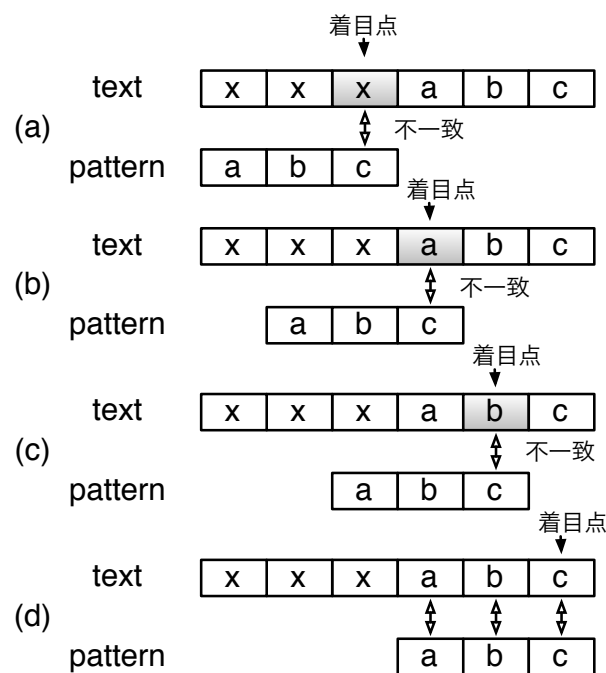 着目点
text x x x a b c
(a) 不一致
pattern a b c
着目点
text x x x a b c
(b) 不一致
pattern a b c
着目点
text x x x a b c
(c) 不一致
pattern a b c
着目点
text x x x a b c
(d)
pattern a b c